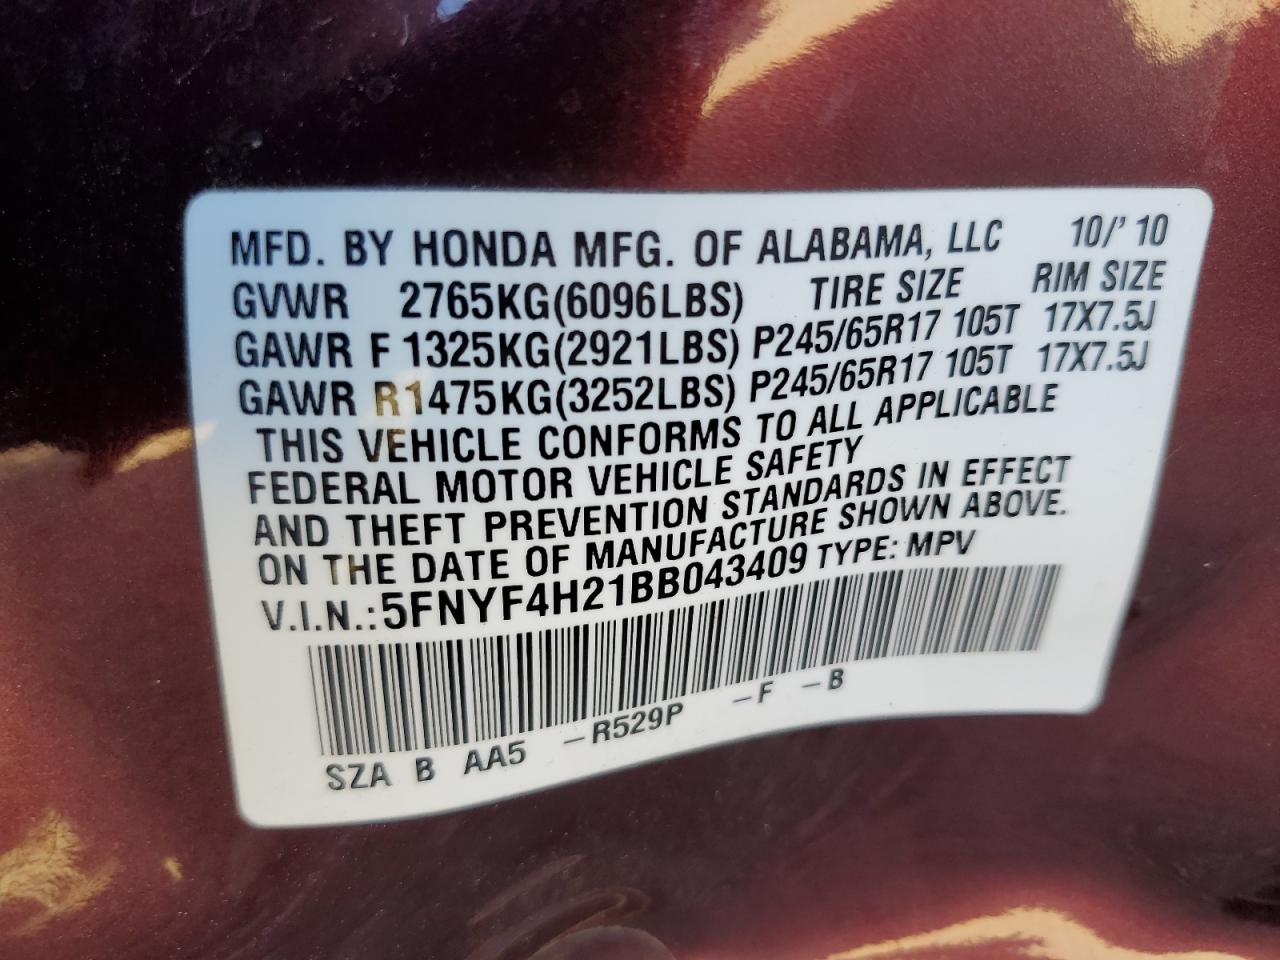 MFD. BY HONDA MFG. OF ALABAMA, LLC 10/'10
GVWR 2765KG(6096LBS) TIRE SIZE RIM SIZE
GAWR F 1325KG(2921LBS) P245/65R17 105T 17X7.5J
GAWR R1475KG(3252LBS) P245/65R17 105T 17X7.5J
THIS VEHICLE CONFORMS TO ALL APPLICABLE
FEDERAL MOTOR VEHICLE SAFETY
AND THEFT PREVENTION STANDARDS IN EFFECT
ON THE DATE OF MANUFACTURE SHOWN ABOVE.
V.I.N.:5FNYF4H21BB043409 TYPE: MPV
SZA B AA5 –R529P –F –B